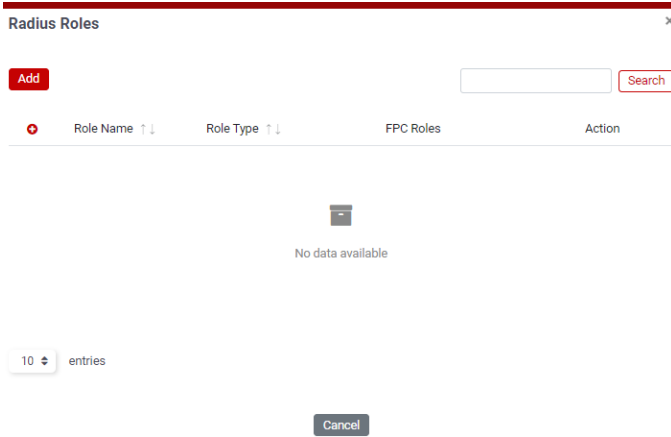 Radius Roles
Add
Search
Role Name
Role Type
FPC Roles
Action
No data available
10
entries
Cancel